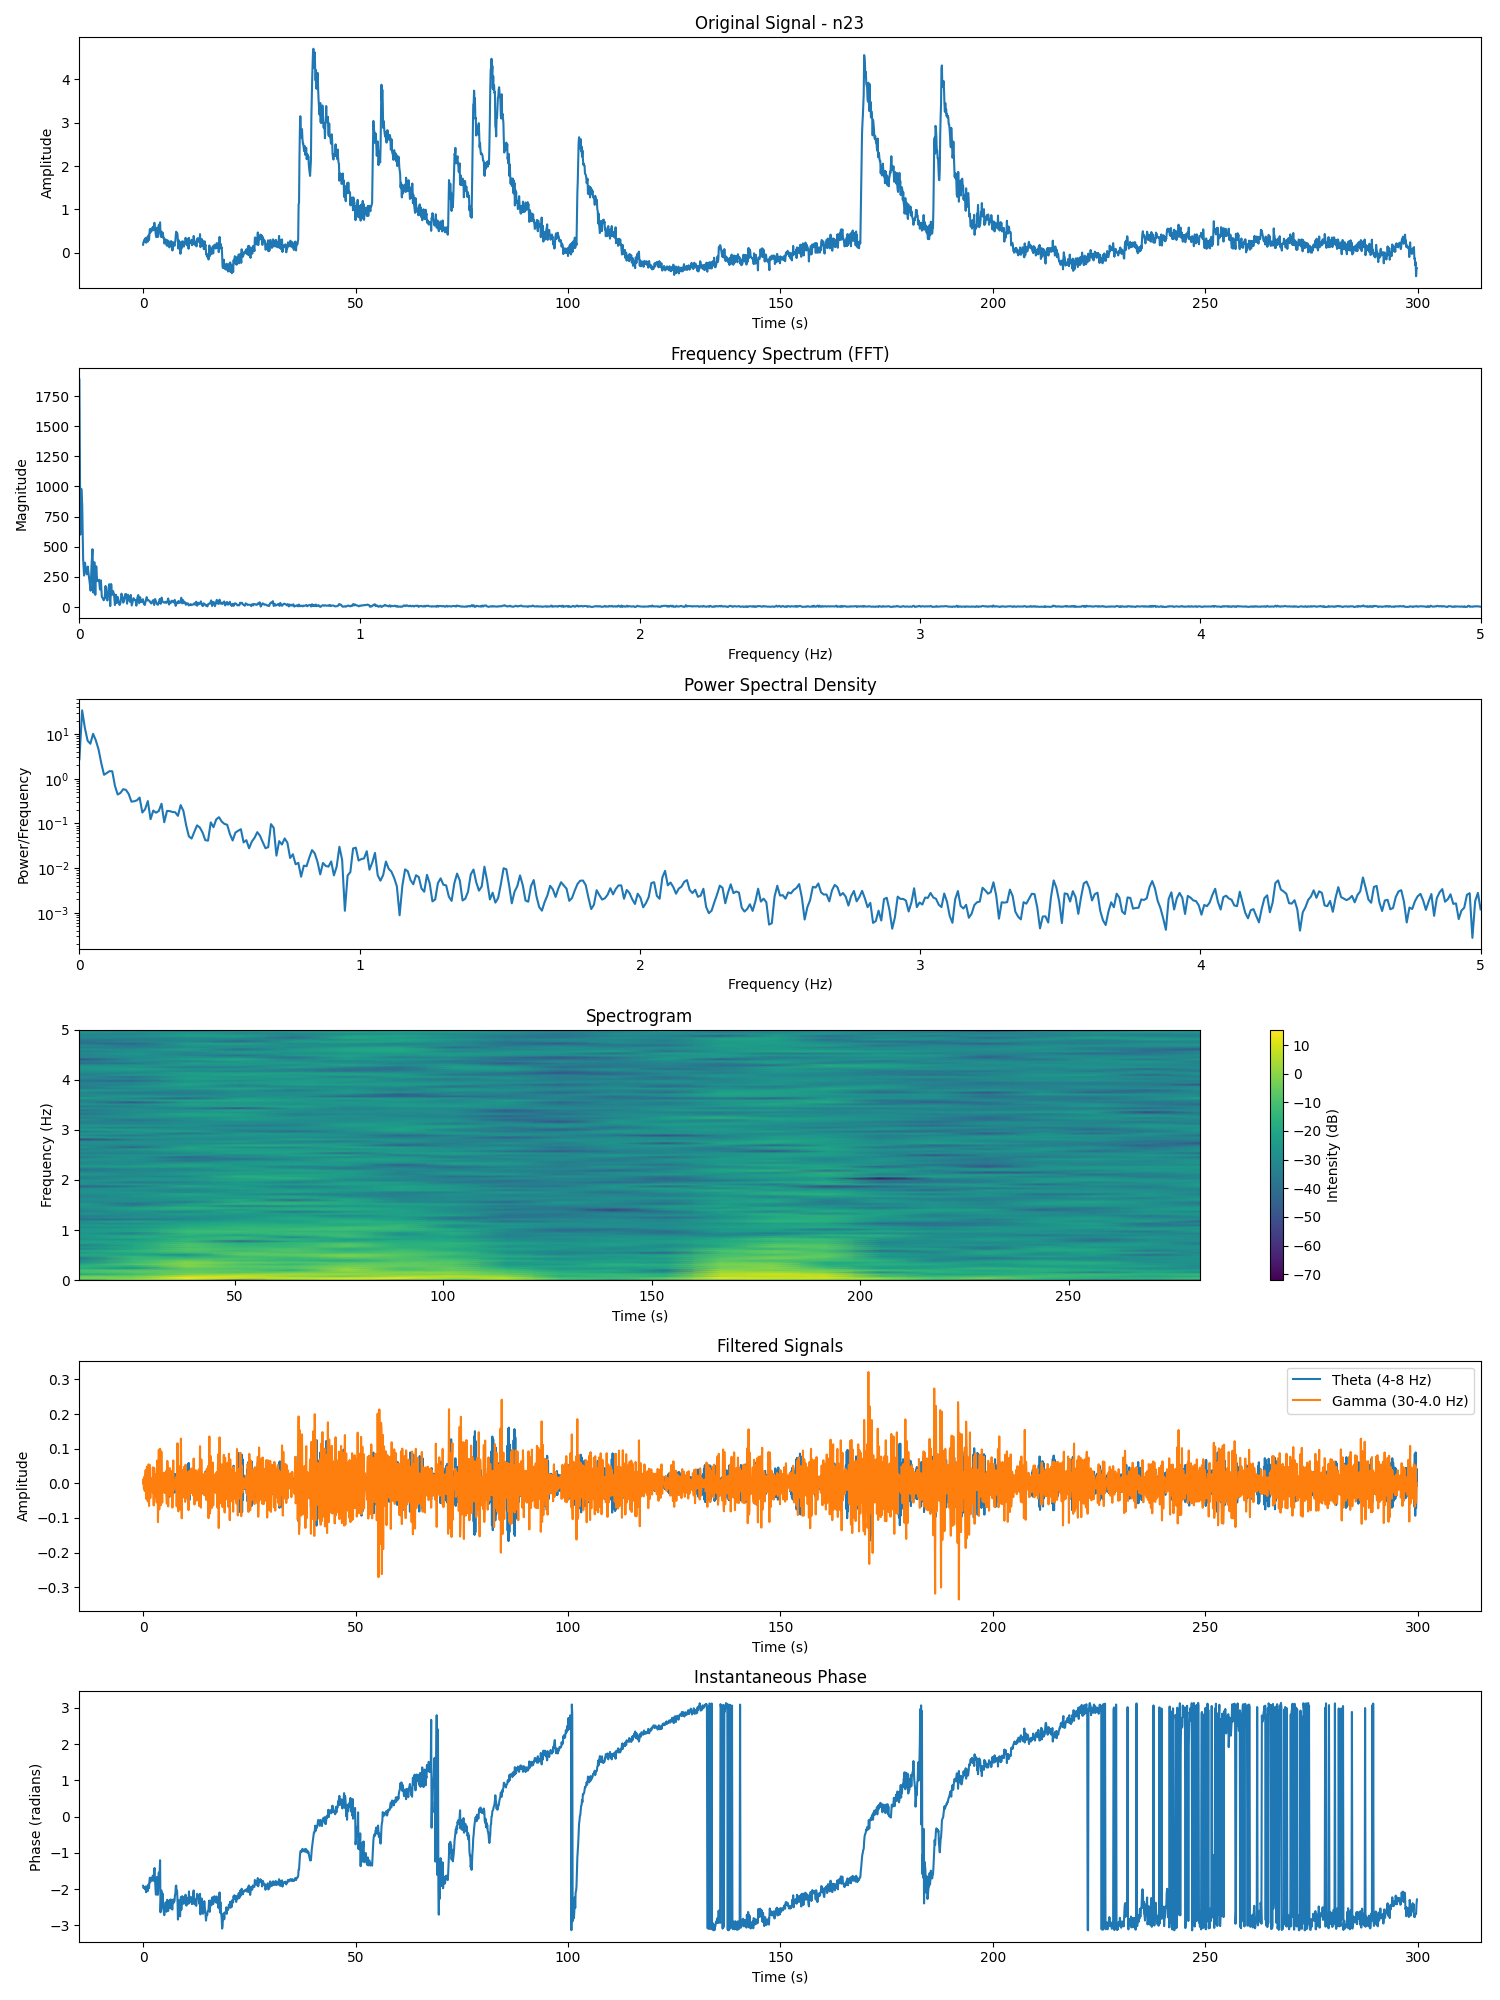 Original Signal - n23
Amplitude
4
3
2
1
0
0 50 100 150 200 250 300
Time (s)
Frequency Spectrum (FFT)
Magnitude
1750
1500
1250
1000
750
500
250
0
0 1 2 3 4 5
Frequency (Hz)
Power Spectral Density
Power/Frequency
10¹
10⁰
10⁻¹
10⁻²
10⁻³
0 1 2 3 4 5
Frequency (Hz)
Spectrogram
Frequency (Hz)
5
4
3
2
1
0
50 100 150 200 250
Time (s)
10
0
−10
−20
−30
−40
−50
−60
−70
Intensity (dB)
Filtered Signals
Amplitude
0.3
0.2
0.1
0.0
−0.1
−0.2
−0.3
Theta (4-8 Hz)
Gamma (30-4.0 Hz)
0 50 100 150 200 250 300
Time (s)
Instantaneous Phase
Phase (radians)
3
2
1
0
−1
−2
−3
0 50 100 150 200 250 300
Time (s)